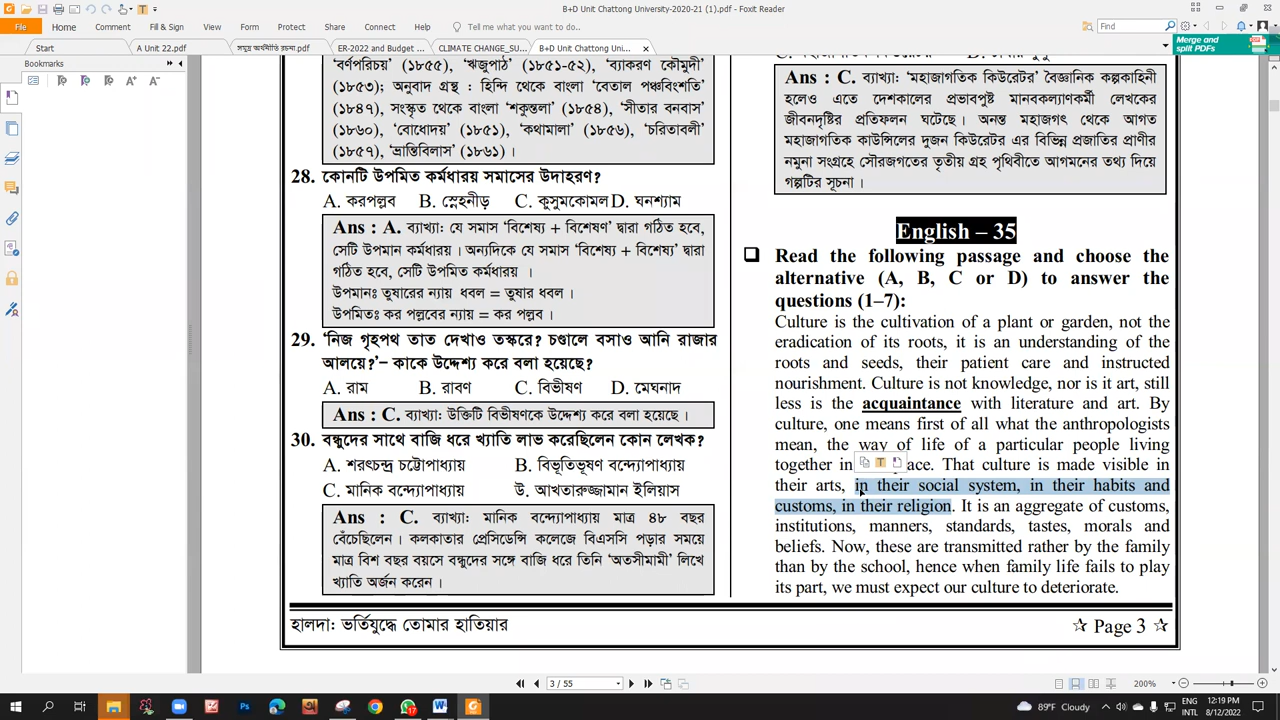 B+D Unit Chattong University-2020-21 (1).pdf - Foxit Reader
File Home Comment Fill & Sign View Form Protect Share Connect Help Tell me what you want to do... Find
Merge and split PDFs
Start A Unit 22.pdf সমূহ অর্থনীতি রচনা.pdf ER-2022 and Budget ... CLIMATE CHANGE_SU... B+D Unit Chattong Uni...
Bookmarks
‘বর্ণপরিচয়’ (১৮৫৫), ‘ঋজুপাঠ’ (১৮৫১-৫২), ‘ব্যাকরণ কৌমুদী’
(১৮৫৩); অনুবাদ গ্রন্থ : হিন্দি থেকে বাংলা ‘বেতাল পঞ্চবিংশতি’
(১৮৪৭), সংস্কৃত থেকে বাংলা ‘শকুন্তলা’ (১৮৫৪), ‘সীতার বনবাস’
(১৮৬০), ‘বোধোদয়’ (১৮৫১), ‘কথামালা’ (১৮৫৬), ‘চরিতাবলী’
(১৮৫৭), ‘ভ্রান্তিবিলাস’ (১৮৬১)।
28. কোনটি উপমিত কর্মধারয় সমাসের উদাহরণ?
A. করপল্লব B. স্নেহনীড় C. কুসুমকোমল D. ঘনশ্যাম
Ans : A. ব্যাখ্যা: যে সমাস ‘বিশেষ্য + বিশেষণ’ দ্বারা গঠিত হবে,
সেটি উপমান কর্মধারয়। অন্যদিকে যে সমাস ‘বিশেষ্য + বিশেষ্য’ দ্বারা
গঠিত হবে, সেটি উপমিত কর্মধারয় ।
উপমানঃ তুষারের ন্যায় ধবল = তুষার ধবল ।
উপমিতঃ কর পল্লবের ন্যায় = কর পল্লব ।
29. ‘নিজ গৃহপথ তাত দেখাও তস্করে? চণ্ডালে বসাও আনি রাজার
আলয়ে?’– কাকে উদ্দেশ্য করে বলা হয়েছে?
A. রাম B. রাবণ C. বিভীষণ D. মেঘনাদ
Ans : C. ব্যাখ্যা: উক্তিটি বিভীষণকে উদ্দেশ্য করে বলা হয়েছে ।
30. বন্ধুদের সাথে বাজি ধরে খ্যাতি লাভ করেছিলেন কোন লেখক?
A. শরৎচন্দ্র চট্টোপাধ্যায় B. বিভূতিভূষণ বন্দ্যোপাধ্যায়
C. মানিক বন্দ্যোপাধ্যায় উ. আখতারুজ্জামান ইলিয়াস
Ans : C. ব্যাখ্যা: মানিক বন্দ্যোপাধ্যায় মাত্র ৪৮ বছর
বেঁচেছিলেন। কলকাতার প্রেসিডেন্সি কলেজে বিএসসি পড়ার সময়ে
মাত্র বিশ বছর বয়সে বন্ধুদের সঙ্গে বাজি ধরে তিনি ‘অতসীমামী’ লিখে
খ্যাতি অর্জন করেন ।
Ans : C. ব্যাখ্যা: ‘মহাজাগতিক কিউরেটর’ বৈজ্ঞানিক কল্পকাহিনী
হলেও এতে দেশকালের প্রভাবপুষ্ট মানবকল্যাণকর্মী লেখকের
জীবনদৃষ্টির প্রতিফলন ঘটেছে। অনন্ত মহাজগৎ থেকে আগত
মহাজাগতিক কাউন্সিলের দুজন কিউরেটর এর বিভিন্ন প্রজাতির প্রাণীর
নমুনা সংগ্রহে সৌরজগতের তৃতীয় গ্রহ পৃথিবীতে আগমনের তথ্য দিয়ে
গল্পটির সূচনা ।
English – 35
Read the following passage and choose the
alternative (A, B, C or D) to answer the
questions (1–7):
Culture is the cultivation of a plant or garden, not the
eradication of its roots, it is an understanding of the
roots and seeds, their patient care and instructed
nourishment. Culture is not knowledge, nor is it art, still
less is the acquaintance with literature and art. By
culture, one means first of all what the anthropologists
mean, the way of life of a particular people living
together in ace. That culture is made visible in
their arts, in their social system, in their habits and
customs, in their religion. It is an aggregate of customs,
institutions, manners, standards, tastes, morals and
beliefs. Now, these are transmitted rather by the family
than by the school, hence when family life fails to play
its part, we must expect our culture to deteriorate.
হালদা: ভর্তিযুদ্ধে তোমার হাতিয়ার
☆ Page 3 ☆
3 / 55 200%
89°F Cloudy ENG INTL 12:19 PM 8/12/2022